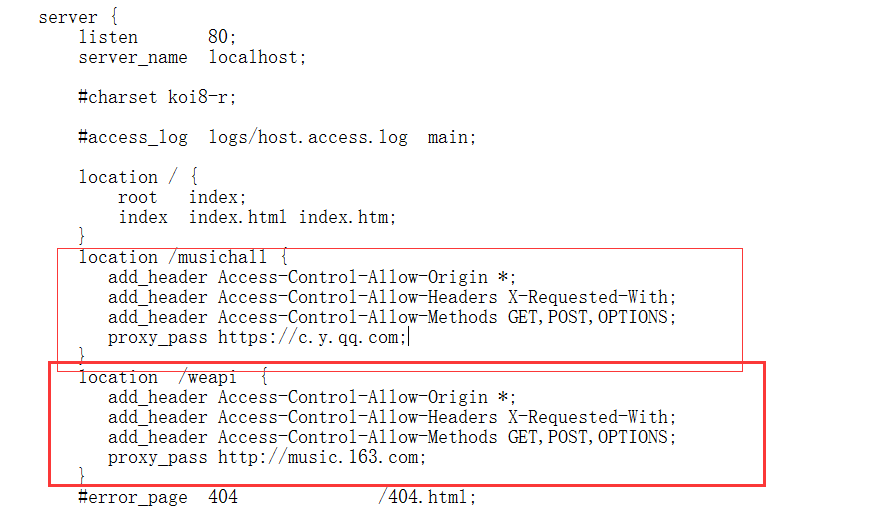 server {
    listen       80;
    server_name  localhost;

    #charset koi8-r;

    #access_log  logs/host.access.log  main;

    location / {
        root   index;
        index  index.html index.htm;
    }
    location /musichall {
       add_header Access-Control-Allow-Origin *;
       add_header Access-Control-Allow-Headers X-Requested-With;
       add_header Access-Control-Allow-Methods GET,POST,OPTIONS;
       proxy_pass https://c.y.qq.com;
    }
    location  /weapi  {
       add_header Access-Control-Allow-Origin *;
       add_header Access-Control-Allow-Headers X-Requested-With;
       add_header Access-Control-Allow-Methods GET,POST,OPTIONS;
       proxy_pass http://music.163.com;
    }
    #error_page  404              /404.html;